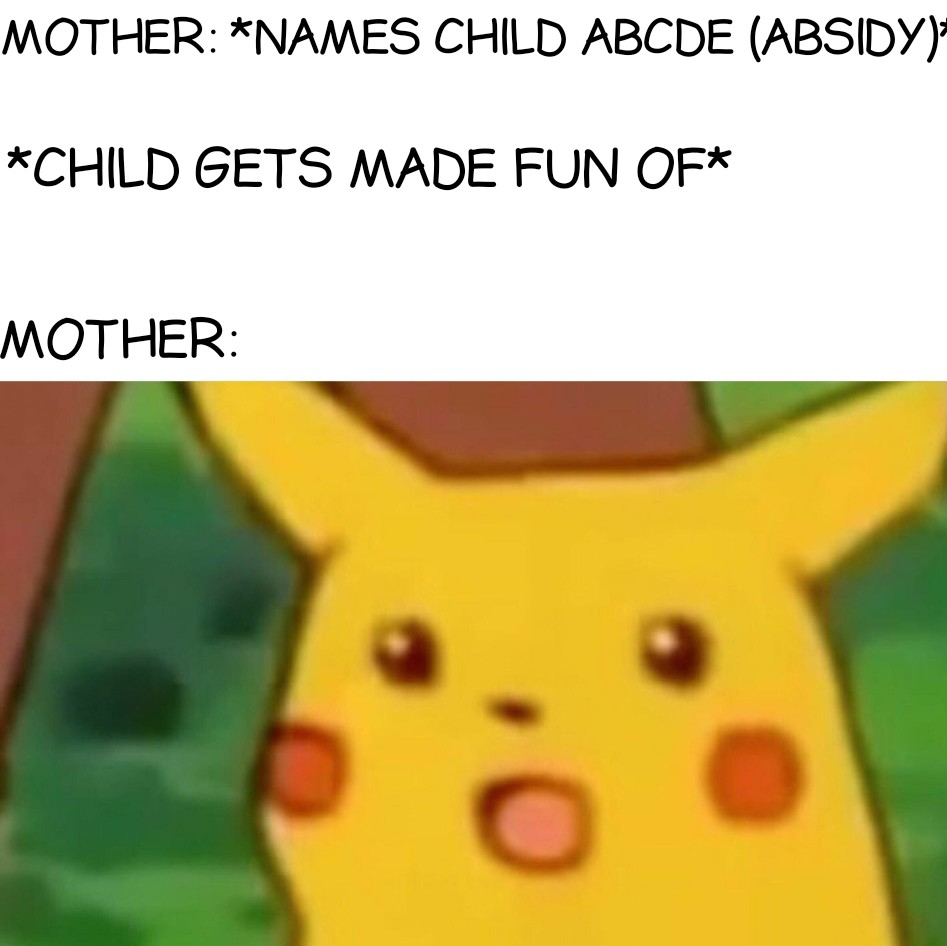 MOTHER: *NAMES CHILD ABCDE (ABSIDY)*
*CHILD GETS MADE FUN OF*
MOTHER: